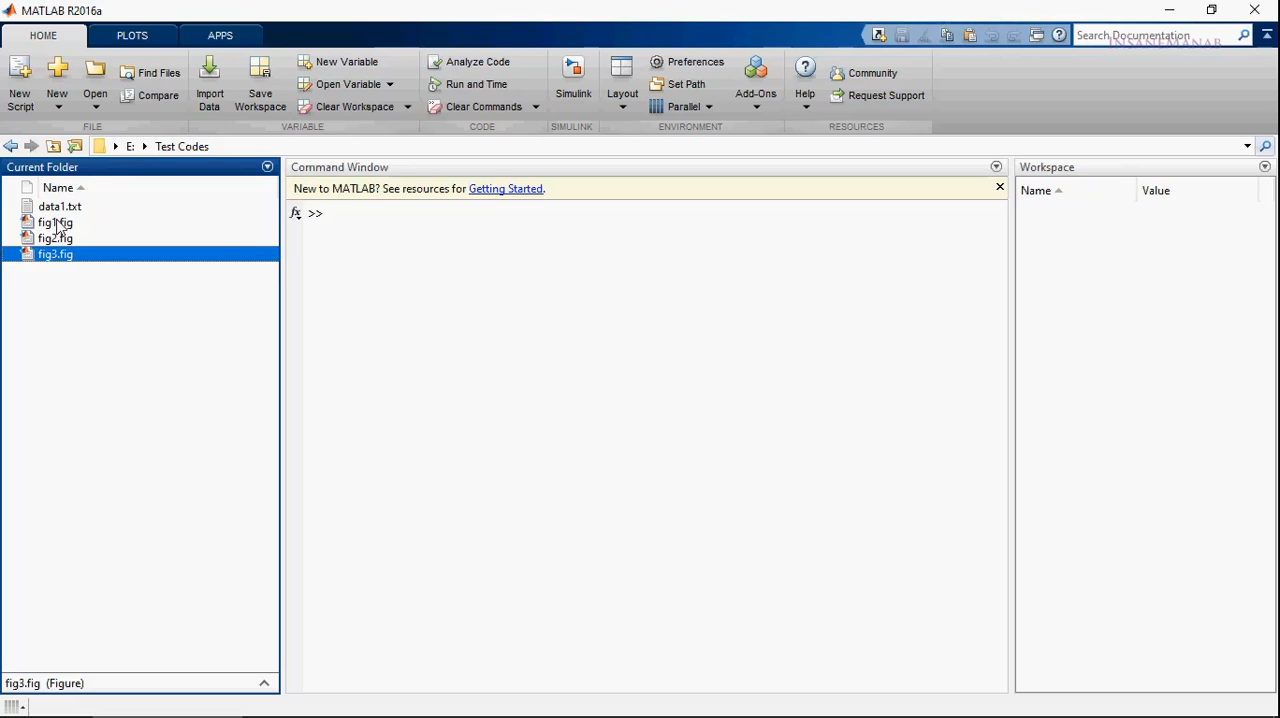 MATLAB R2016a
HOME PLOTS APPS Search Documentation
INSANEMANAB
New Script
New
Open
Find Files
Compare
Import Data
Save Workspace
New Variable
Open Variable
Clear Workspace
Analyze Code
Run and Time
Clear Commands
Simulink
Layout
Preferences
Set Path
Parallel
Add-Ons
Help
Community
Request Support
FILE VARIABLE CODE SIMULINK ENVIRONMENT RESOURCES
E: Test Codes
Current Folder
Name
data1.txt
fig1.fig
fig2.fig
fig3.fig
fig3.fig (Figure)
Command Window
New to MATLAB? See resources for Getting Started.
fx >>
Workspace
Name Value